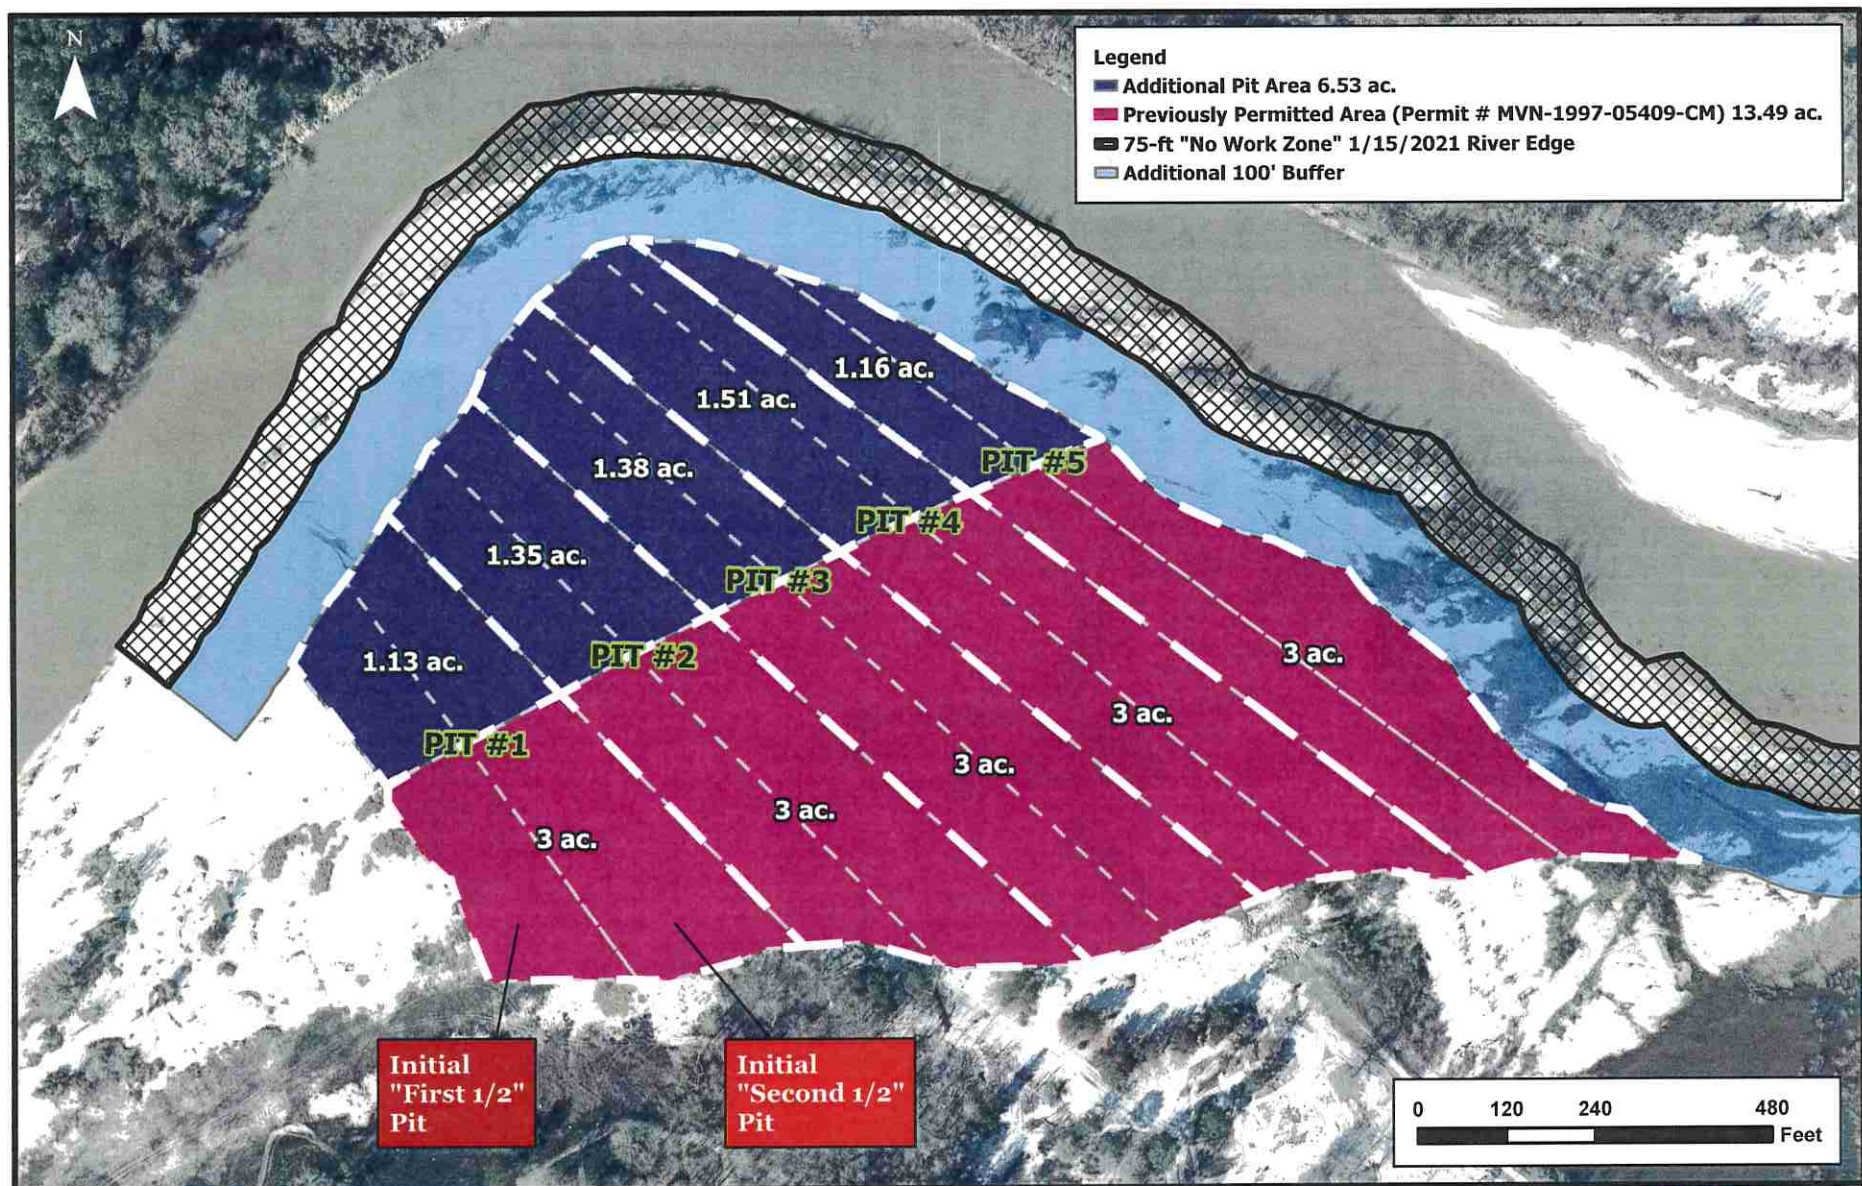 N
Legend
Additional Pit Area 6.53 ac.
Previously Permitted Area (Permit # MVN-1997-05409-CM) 13.49 ac.
75-ft "No Work Zone" 1/15/2021 River Edge
Additional 100' Buffer
1.16 ac.
1.51 ac.
1.38 ac.
1.35 ac.
1.13 ac.
PIT #5
PIT #4
PIT #3
PIT #2
PIT #1
3 ac.
3 ac.
3 ac.
3 ac.
3 ac.
Initial
"First 1/2"
Pit
Initial
"Second 1/2"
Pit
0 120 240 480
Feet